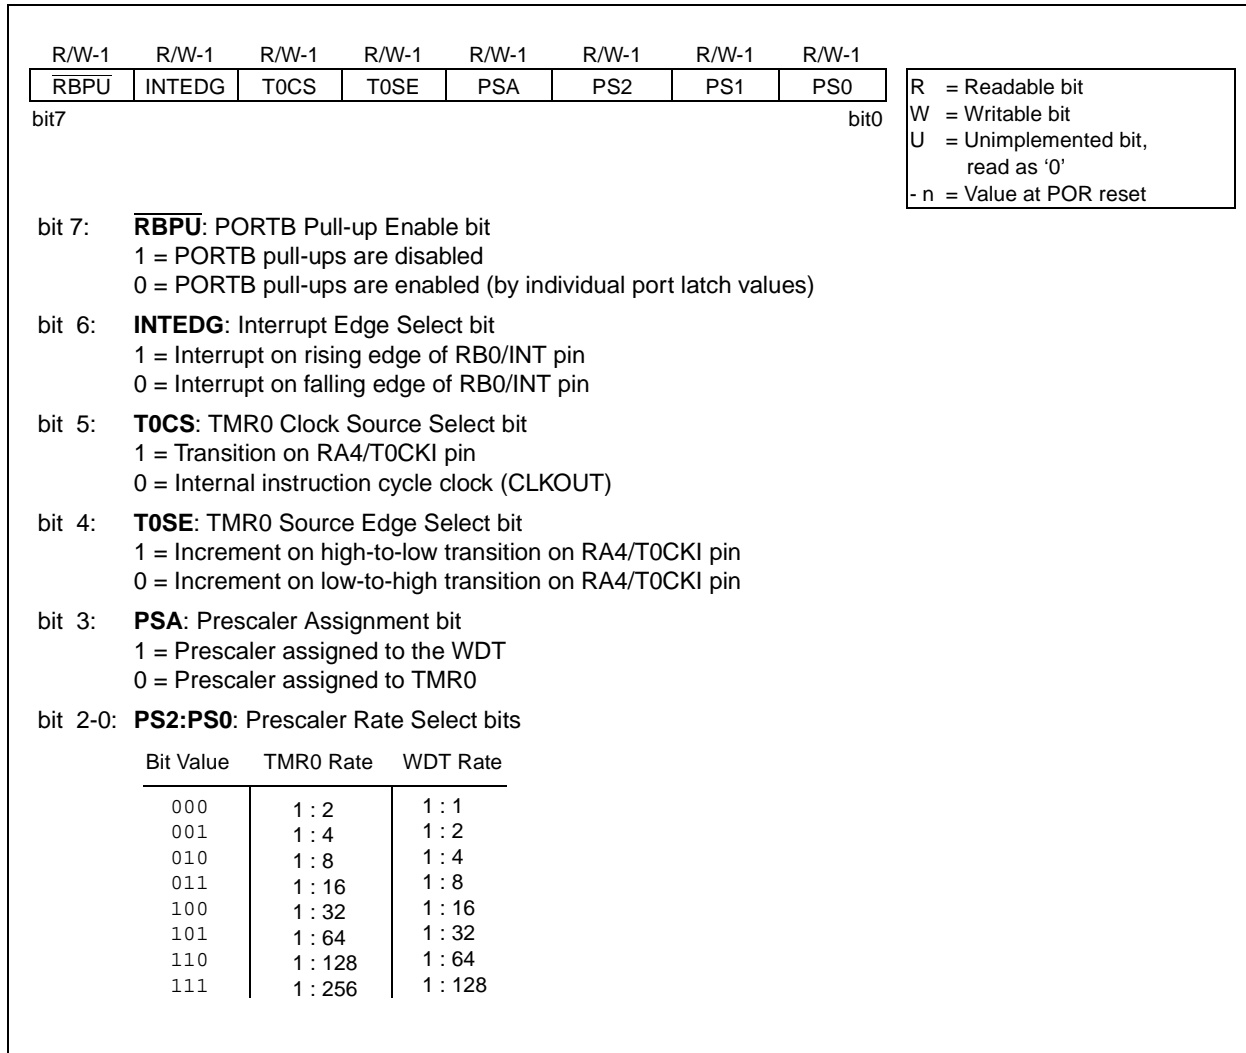 R/W-1 R/W-1 R/W-1 R/W-1 R/W-1 R/W-1 R/W-1 R/W-1
RBPU INTEDG T0CS T0SE PSA PS2 PS1 PS0
bit7 bit0
R = Readable bit
W = Writable bit
U = Unimplemented bit,
read as ‘0’
- n = Value at POR reset
bit 7: RBPU: PORTB Pull-up Enable bit
1 = PORTB pull-ups are disabled
0 = PORTB pull-ups are enabled (by individual port latch values)
bit 6: INTEDG: Interrupt Edge Select bit
1 = Interrupt on rising edge of RB0/INT pin
0 = Interrupt on falling edge of RB0/INT pin
bit 5: T0CS: TMR0 Clock Source Select bit
1 = Transition on RA4/T0CKI pin
0 = Internal instruction cycle clock (CLKOUT)
bit 4: T0SE: TMR0 Source Edge Select bit
1 = Increment on high-to-low transition on RA4/T0CKI pin
0 = Increment on low-to-high transition on RA4/T0CKI pin
bit 3: PSA: Prescaler Assignment bit
1 = Prescaler assigned to the WDT
0 = Prescaler assigned to TMR0
bit 2-0: PS2:PS0: Prescaler Rate Select bits
Bit Value TMR0 Rate WDT Rate
000 1 : 2 1 : 1
001 1 : 4 1 : 2
010 1 : 8 1 : 4
011 1 : 16 1 : 8
100 1 : 32 1 : 16
101 1 : 64 1 : 32
110 1 : 128 1 : 64
111 1 : 256 1 : 128